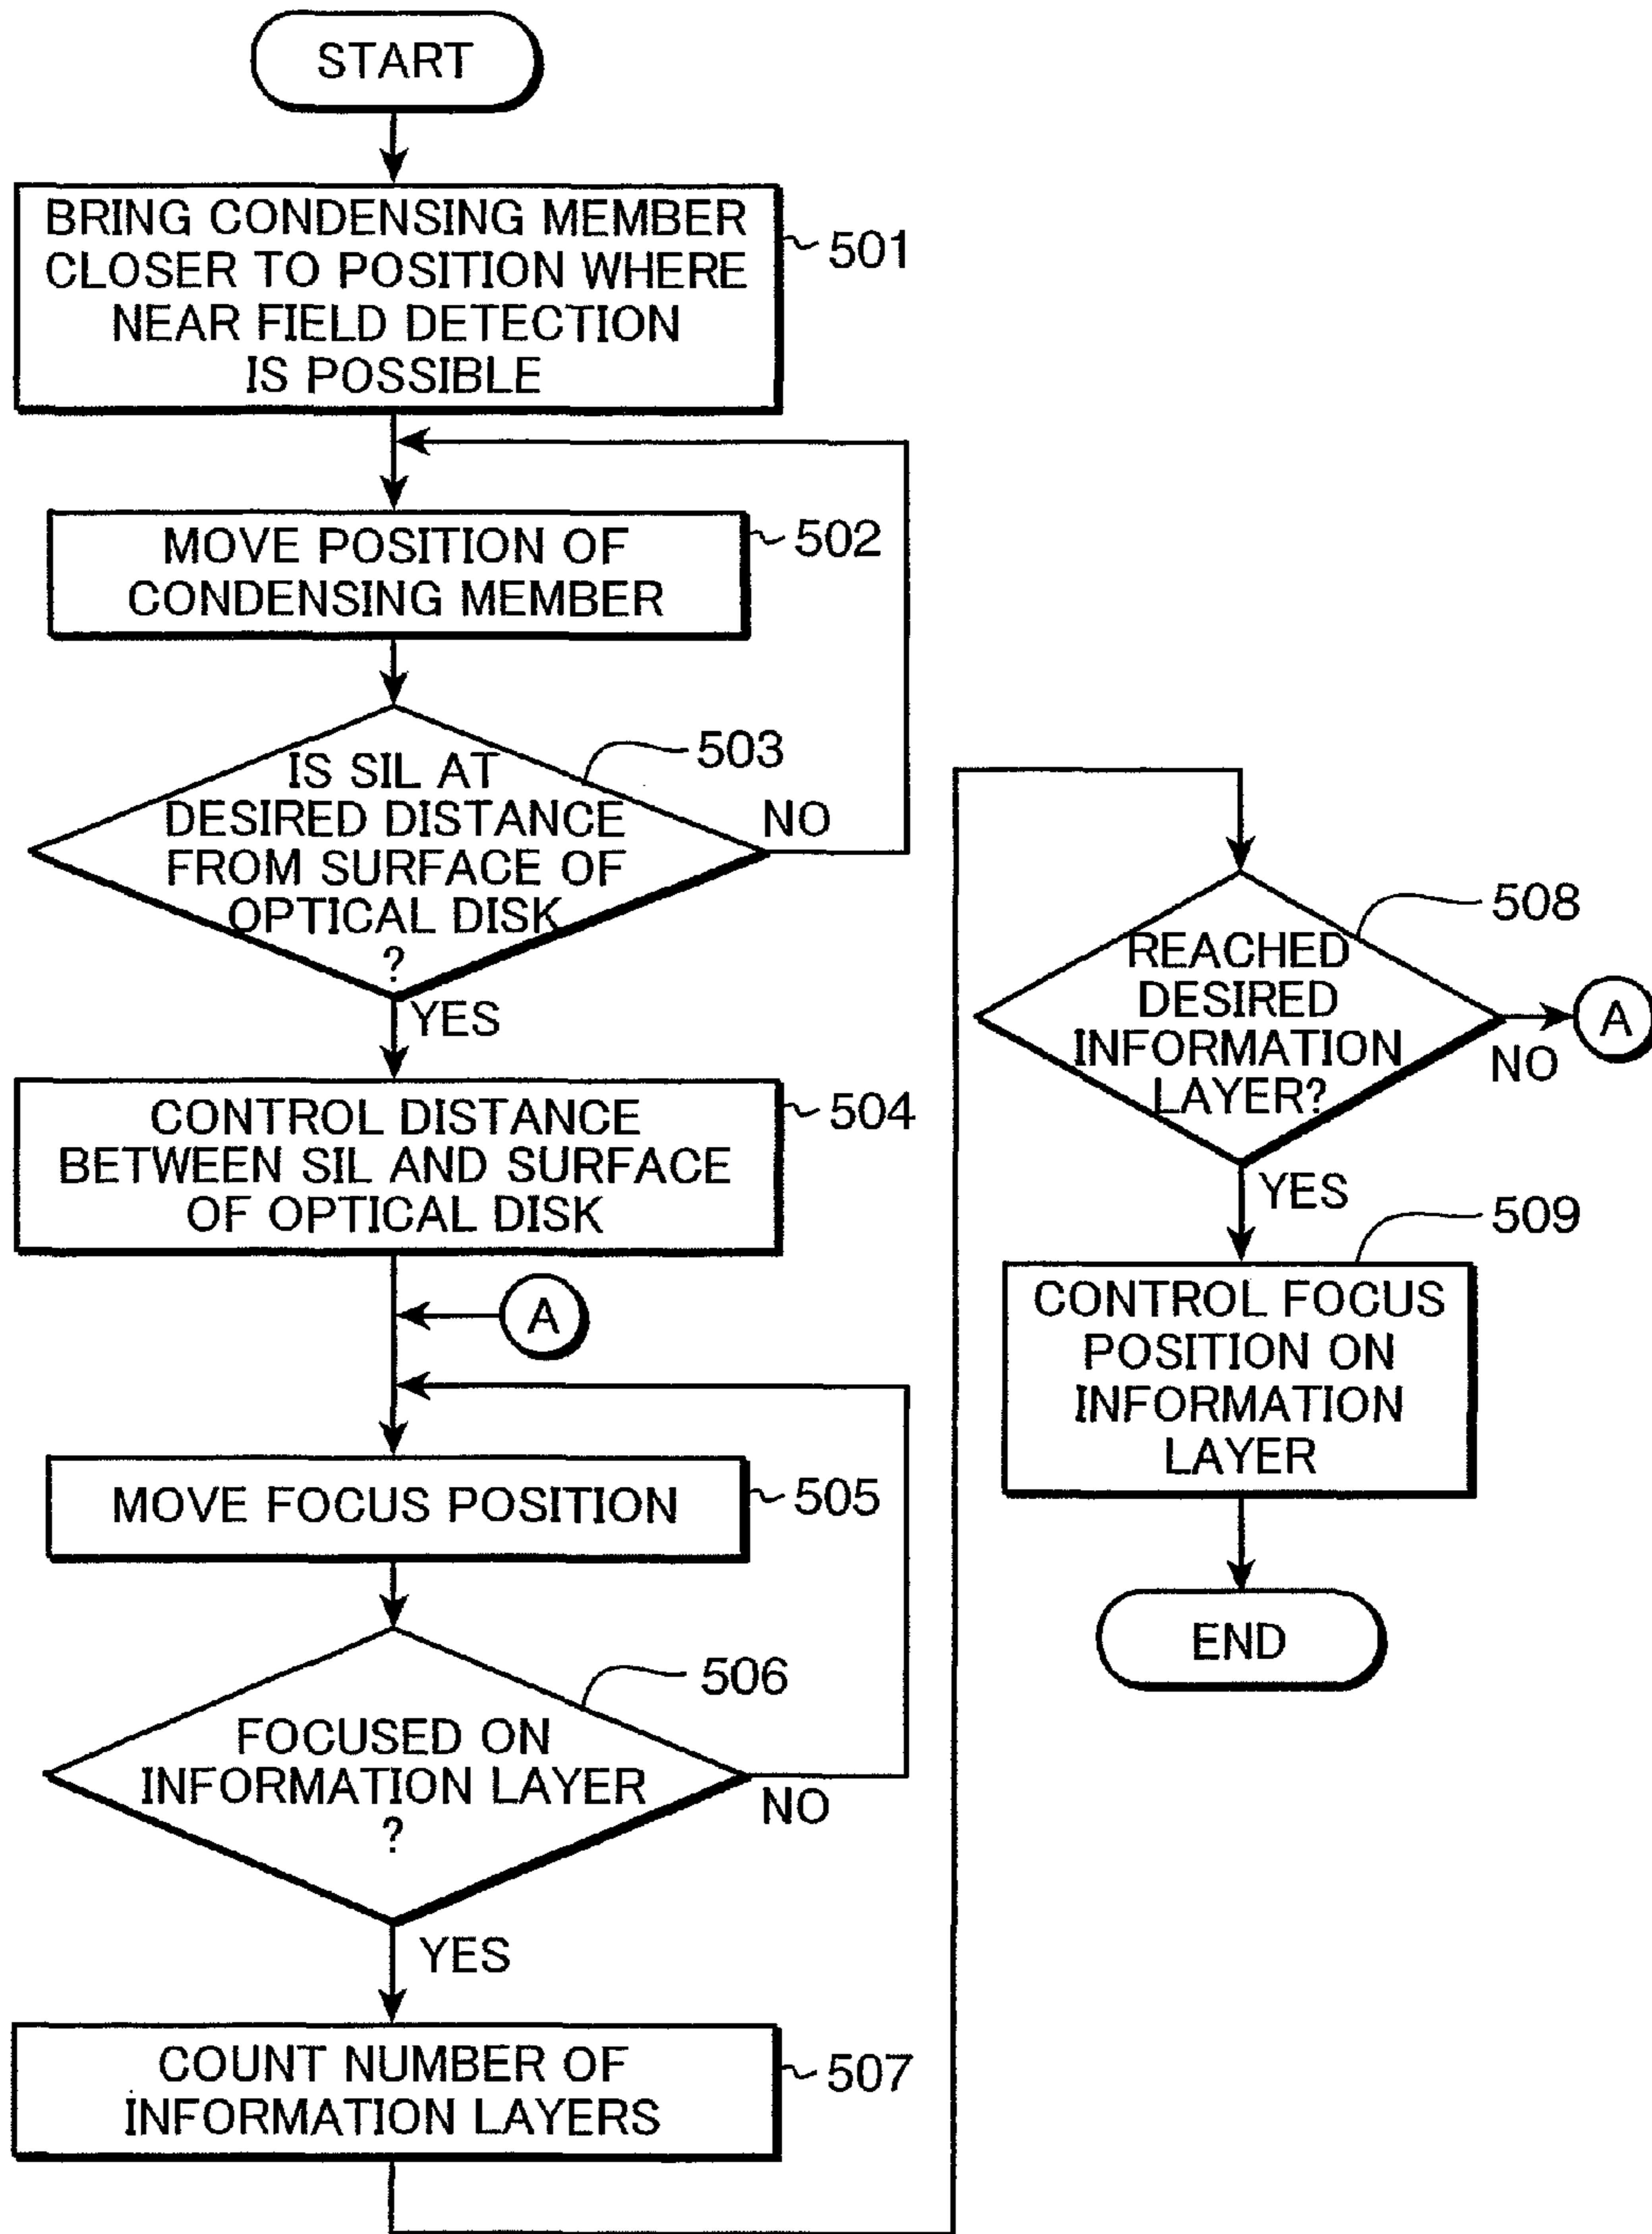 START
BRING CONDENSING MEMBER
CLOSER TO POSITION WHERE
NEAR FIELD DETECTION
IS POSSIBLE
501
MOVE POSITION OF
CONDENSING MEMBER
502
IS SIL AT
DESIRED DISTANCE
FROM SURFACE OF
OPTICAL DISK
?
503
NO
YES
CONTROL DISTANCE
BETWEEN SIL AND SURFACE
OF OPTICAL DISK
504
A
MOVE FOCUS POSITION
505
FOCUSED ON
INFORMATION LAYER
?
506
NO
YES
COUNT NUMBER OF
INFORMATION LAYERS
507
REACHED
DESIRED
INFORMATION
LAYER?
508
NO
A
YES
CONTROL FOCUS
POSITION ON
INFORMATION
LAYER
509
END